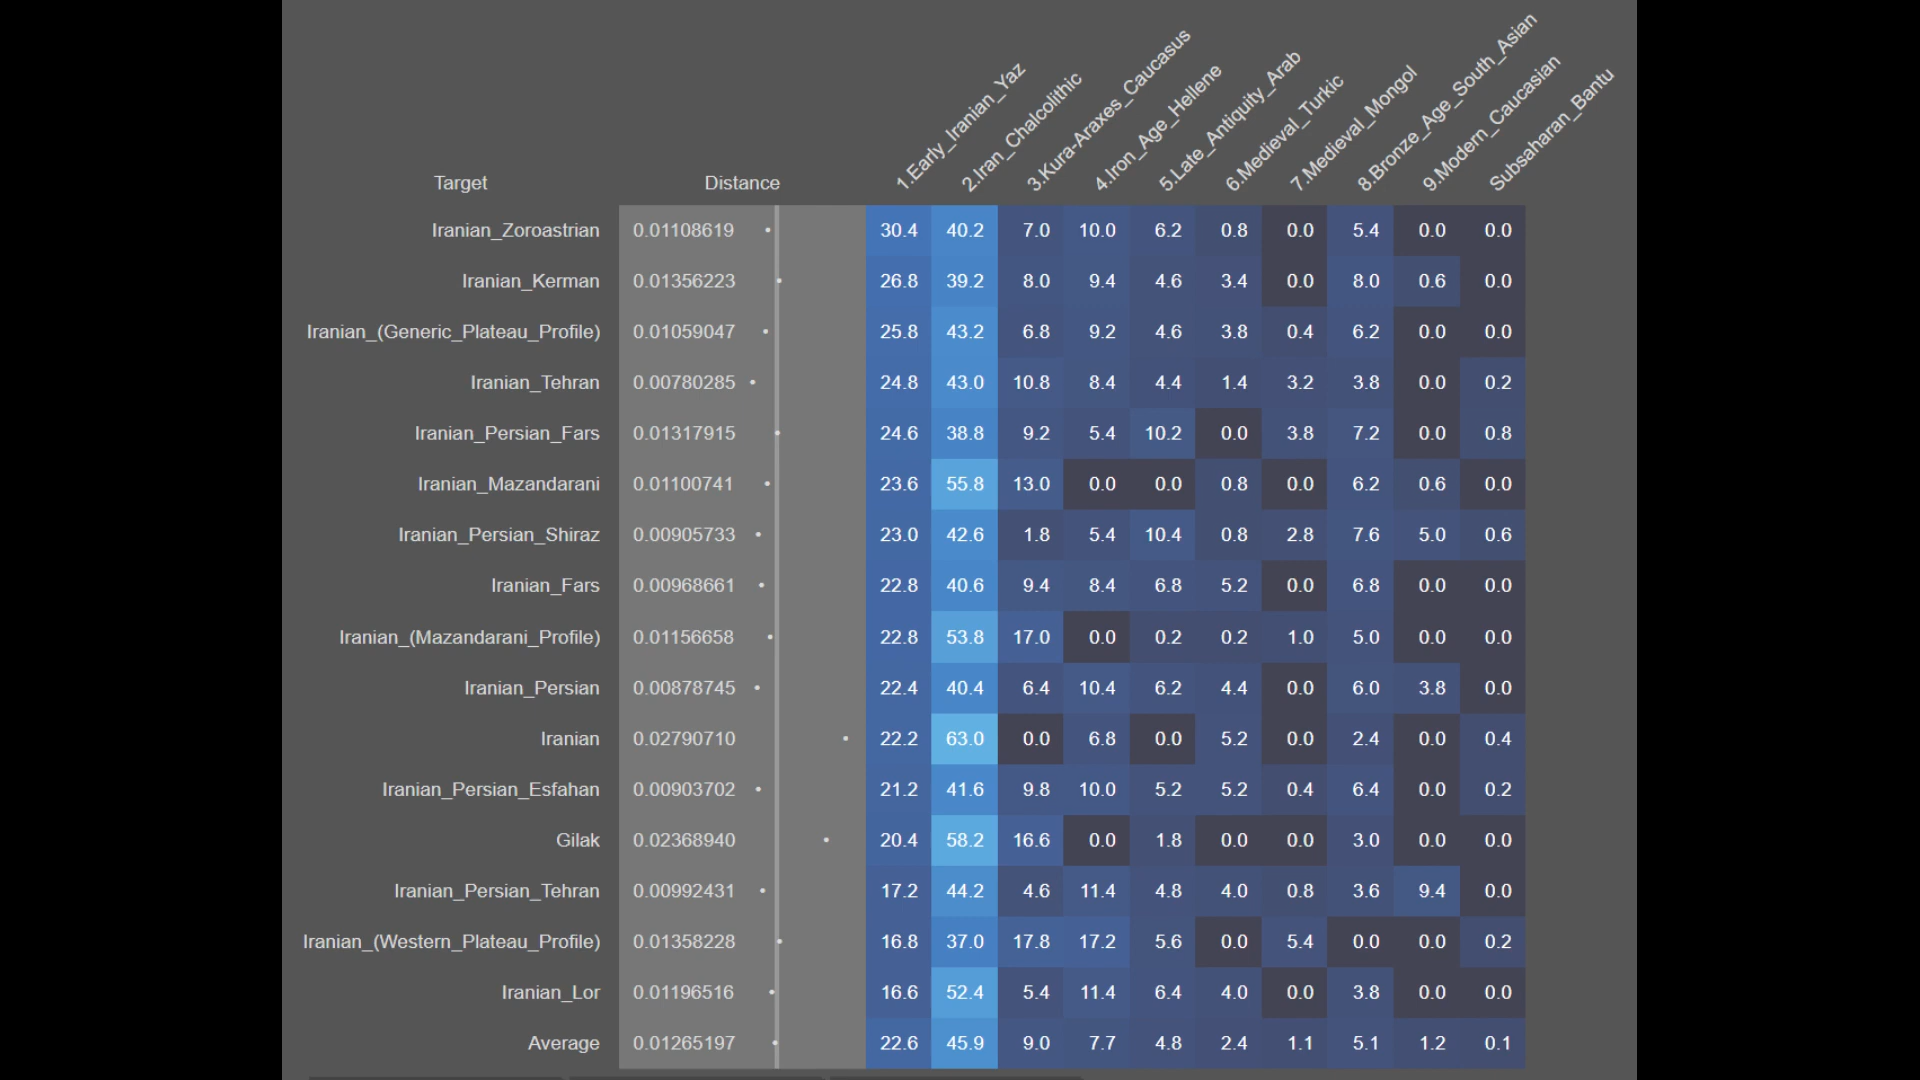 1.Early_Iranian_Yaz
2.Iran_Chalcolithic
3.Kura-Araxes_Caucasus
4.Iron_Age_Hellene
5.Late_Antiquity_Arab
6.Medieval_Turkic
7.Medieval_Mongol
8.Bronze_Age_South_Asian
9.Modern_Caucasian
Subsaharan_Bantu
Target Distance
Iranian_Zoroastrian 0.01108619 30.4 40.2 7.0 10.0 6.2 0.8 0.0 5.4 0.0 0.0
Iranian_Kerman 0.01356223 26.8 39.2 8.0 9.4 4.6 3.4 0.0 8.0 0.6 0.0
Iranian_(Generic_Plateau_Profile) 0.01059047 25.8 43.2 6.8 9.2 4.6 3.8 0.4 6.2 0.0 0.0
Iranian_Tehran 0.00780285 24.8 43.0 10.8 8.4 4.4 1.4 3.2 3.8 0.0 0.2
Iranian_Persian_Fars 0.01317915 24.6 38.8 9.2 5.4 10.2 0.0 3.8 7.2 0.0 0.8
Iranian_Mazandarani 0.01100741 23.6 55.8 13.0 0.0 0.0 0.8 0.0 6.2 0.6 0.0
Iranian_Persian_Shiraz 0.00905733 23.0 42.6 1.8 5.4 10.4 0.8 2.8 7.6 5.0 0.6
Iranian_Fars 0.00968661 22.8 40.6 9.4 8.4 6.8 5.2 0.0 6.8 0.0 0.0
Iranian_(Mazandarani_Profile) 0.01156658 22.8 53.8 17.0 0.0 0.2 0.2 1.0 5.0 0.0 0.0
Iranian_Persian 0.00878745 22.4 40.4 6.4 10.4 6.2 4.4 0.0 6.0 3.8 0.0
Iranian 0.02790710 22.2 63.0 0.0 6.8 0.0 5.2 0.0 2.4 0.0 0.4
Iranian_Persian_Esfahan 0.00903702 21.2 41.6 9.8 10.0 5.2 5.2 0.4 6.4 0.0 0.2
Gilak 0.02368940 20.4 58.2 16.6 0.0 1.8 0.0 0.0 3.0 0.0 0.0
Iranian_Persian_Tehran 0.00992431 17.2 44.2 4.6 11.4 4.8 4.0 0.8 3.6 9.4 0.0
Iranian_(Western_Plateau_Profile) 0.01358228 16.8 37.0 17.8 17.2 5.6 0.0 5.4 0.0 0.0 0.2
Iranian_Lor 0.01196516 16.6 52.4 5.4 11.4 6.4 4.0 0.0 3.8 0.0 0.0
Average 0.01265197 22.6 45.9 9.0 7.7 4.8 2.4 1.1 5.1 1.2 0.1